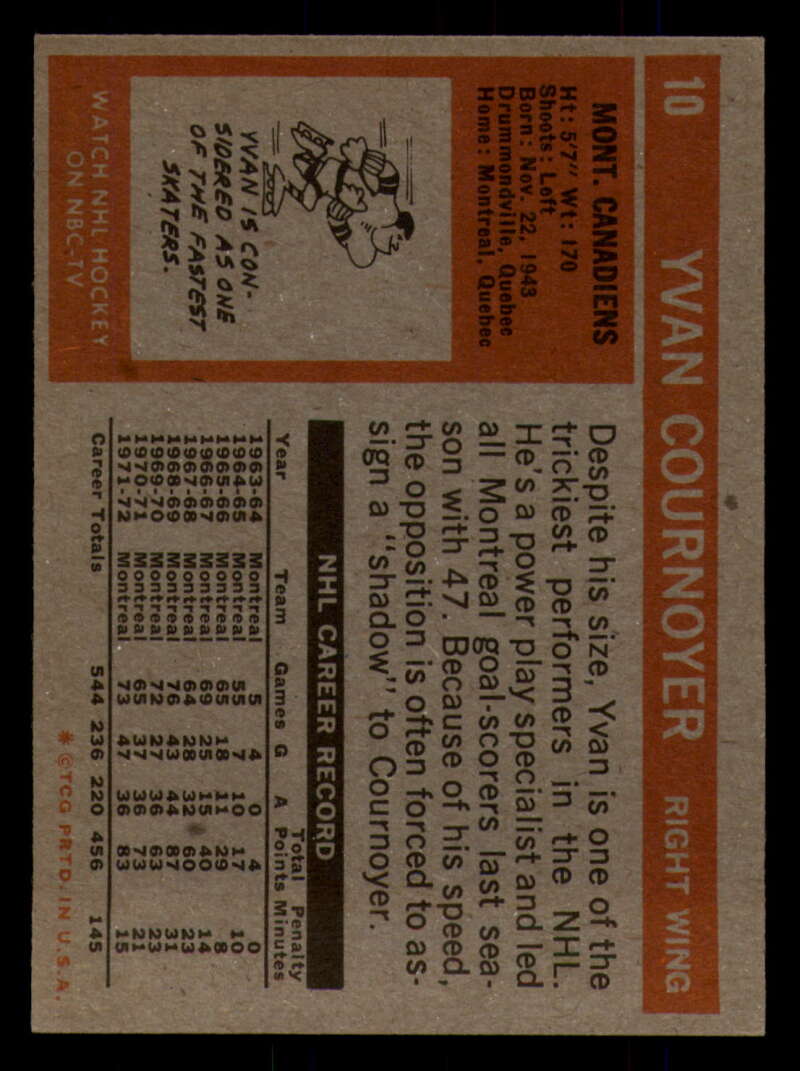 10 YVAN COURNOYER RIGHT WING
MONT. CANADIENS
Ht: 5'7" Wt: 170
Shoots: Left
Born: Nov. 22, 1943
Drummondville, Quebec
Home: Montreal, Quebec
YVAN IS CON-
SIDERED AS ONE
OF THE FASTEST
SKATERS.
WATCH NHL HOCKEY
ON NBC-TV
Despite his size, Yvan is one of the
trickiest performers in the NHL.
He's a power play specialist and led
all Montreal goal-scorers last sea-
son with 47. Because of his speed,
the opposition is often forced to as-
sign a "shadow" to Cournoyer.
NHL CAREER RECORD
Total Penalty
Year Team Games G A Points Minutes
1963-64 Montreal 5 4 0 4 0
1964-65 Montreal 55 7 10 17 10
1965-66 Montreal 65 18 11 29 8
1966-67 Montreal 69 25 15 40 14
1967-68 Montreal 64 28 32 60 23
1968-69 Montreal 76 43 44 87 31
1969-70 Montreal 72 27 36 63 23
1970-71 Montreal 65 37 36 73 21
1971-72 Montreal 73 47 36 83 15
Career Totals 544 236 220 456 145
* ©TCG PRTD. IN U.S.A.